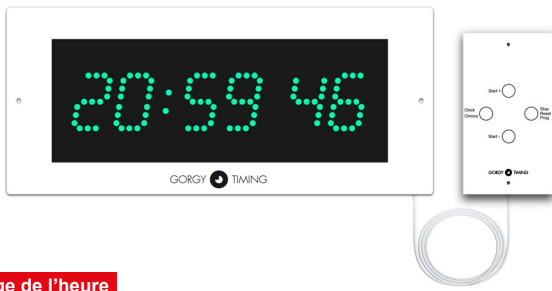 20:59 46
GORGY TIMING
Start +
Clock
Chrono
Stop
Reset
Prog
Start -
GORGY TIMING
ge de l'heure